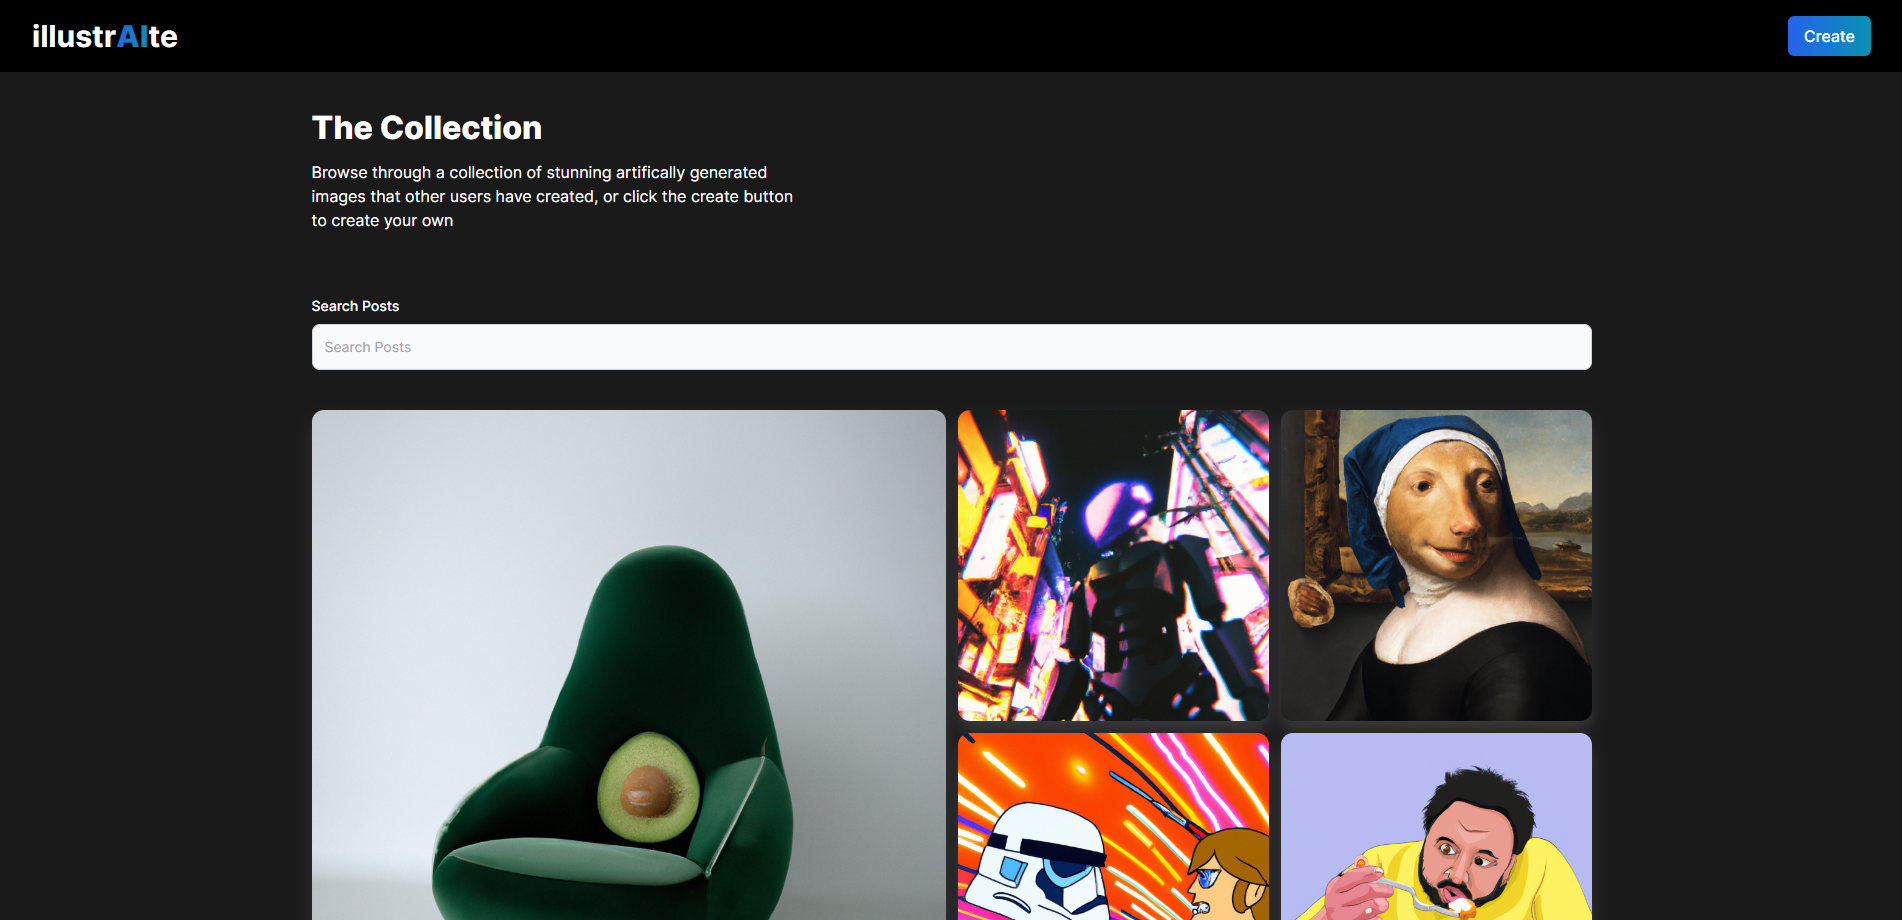 illustrAIte
Create
The Collection
Browse through a collection of stunning artifically generated
images that other users have created, or click the create button
to create your own
Search Posts
Search Posts